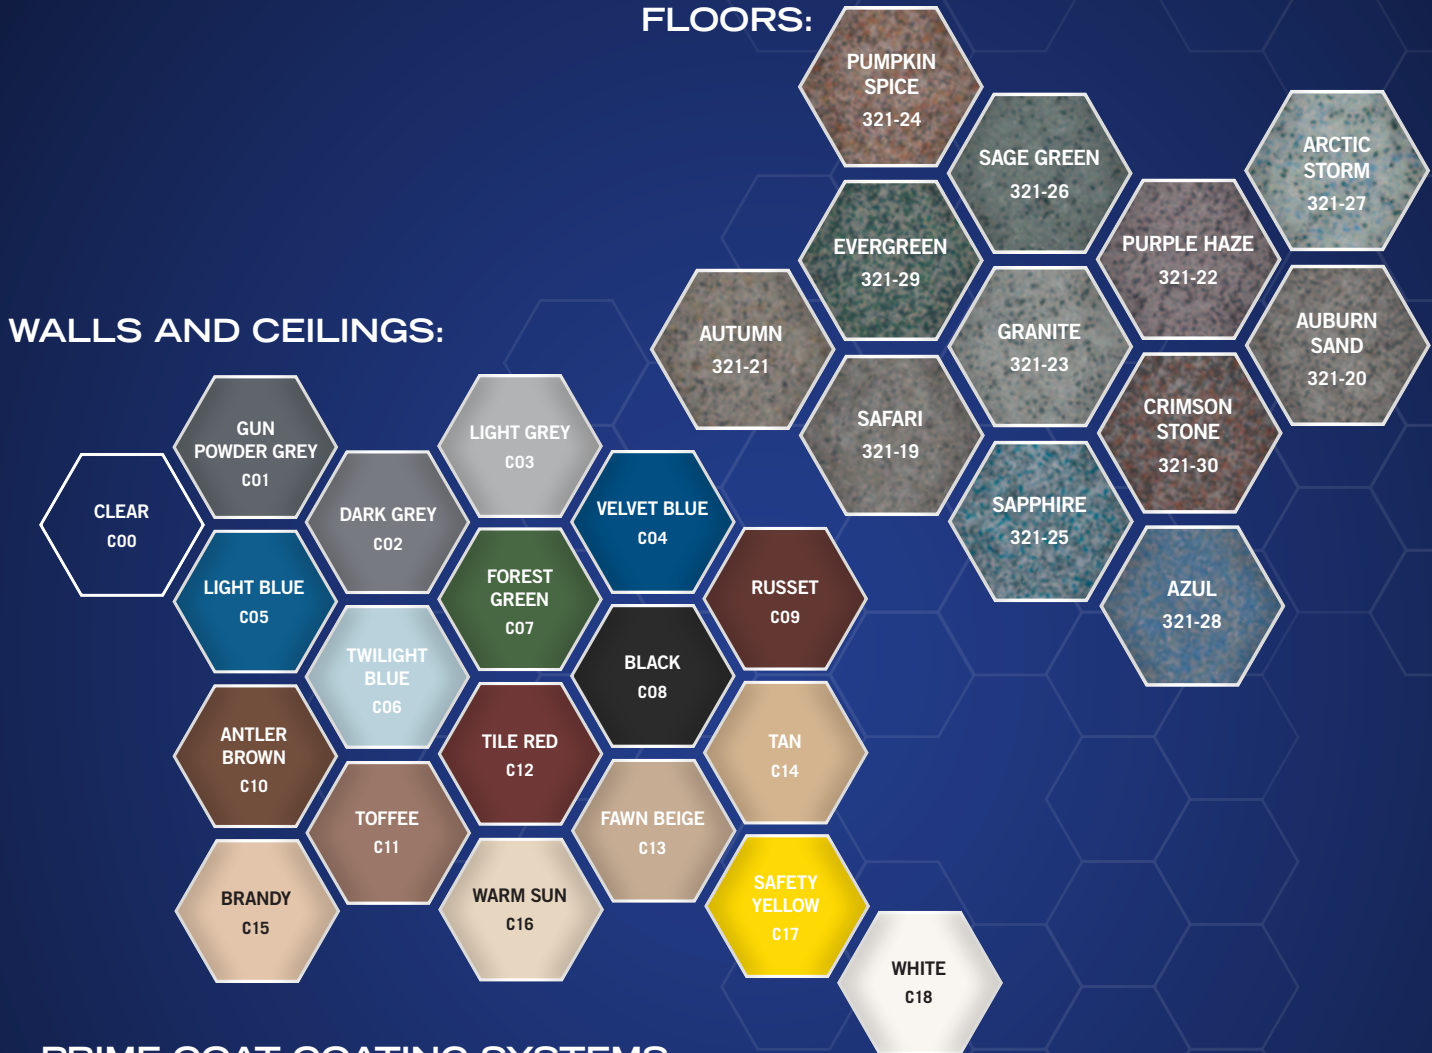 FLOORS:
PUMPKIN
SPICE
321-24
SAGE GREEN
321-26
ARCTIC
STORM
321-27
EVERGREEN
321-29
PURPLE HAZE
321-22
AUTUMN
321-21
GRANITE
321-23
AUBURN
SAND
321-20
SAFARI
321-19
CRIMSON
STONE
321-30
SAPPHIRE
321-25
AZUL
321-28
WALLS AND CEILINGS:
CLEAR
C00
GUN
POWDER GREY
C01
DARK GREY
C02
LIGHT GREY
C03
VELVET BLUE
C04
LIGHT BLUE
C05
TWILIGHT
BLUE
C06
FOREST
GREEN
C07
BLACK
C08
RUSSET
C09
ANTLER
BROWN
C10
TOFFEE
C11
TILE RED
C12
FAWN BEIGE
C13
TAN
C14
BRANDY
C15
WARM SUN
C16
SAFETY
YELLOW
C17
WHITE
C18
PRIME COAT COATING SYSTEMS